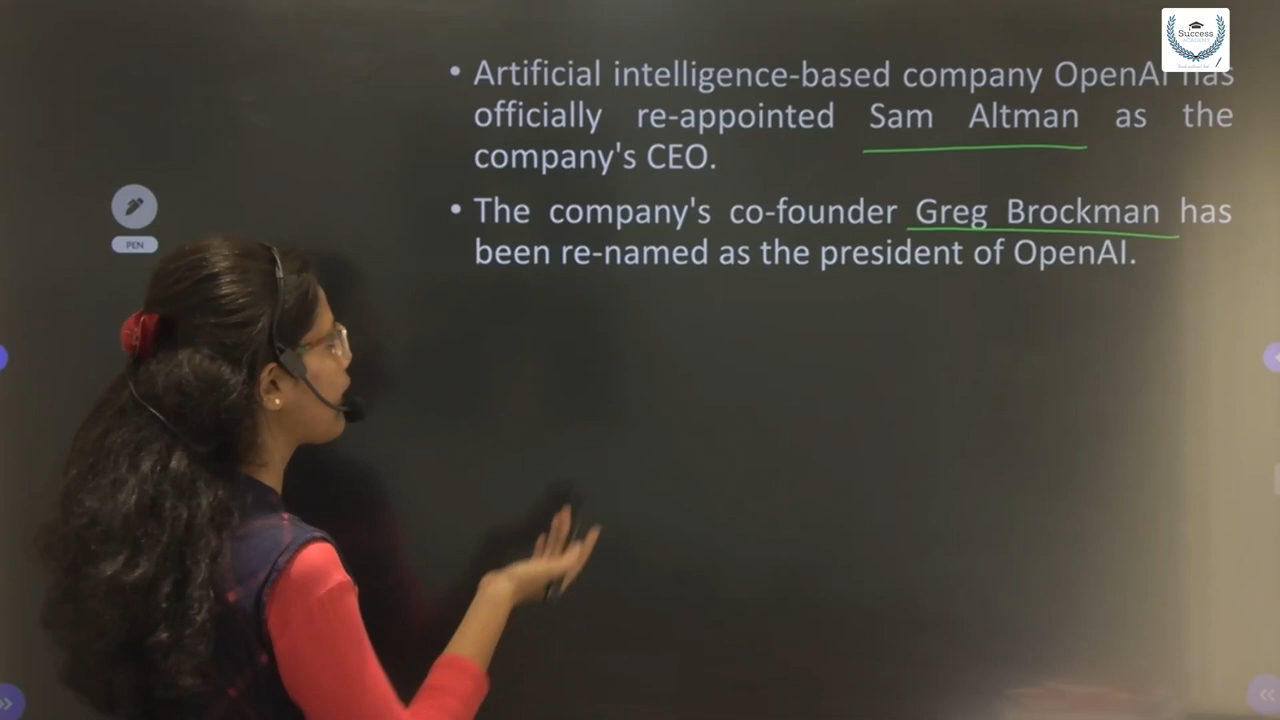 Success
ACADEMY
• Artificial intelligence-based company OpenAI has
officially re-appointed Sam Altman as the
company's CEO.
• The company's co-founder Greg Brockman has
been re-named as the president of OpenAI.
PEN